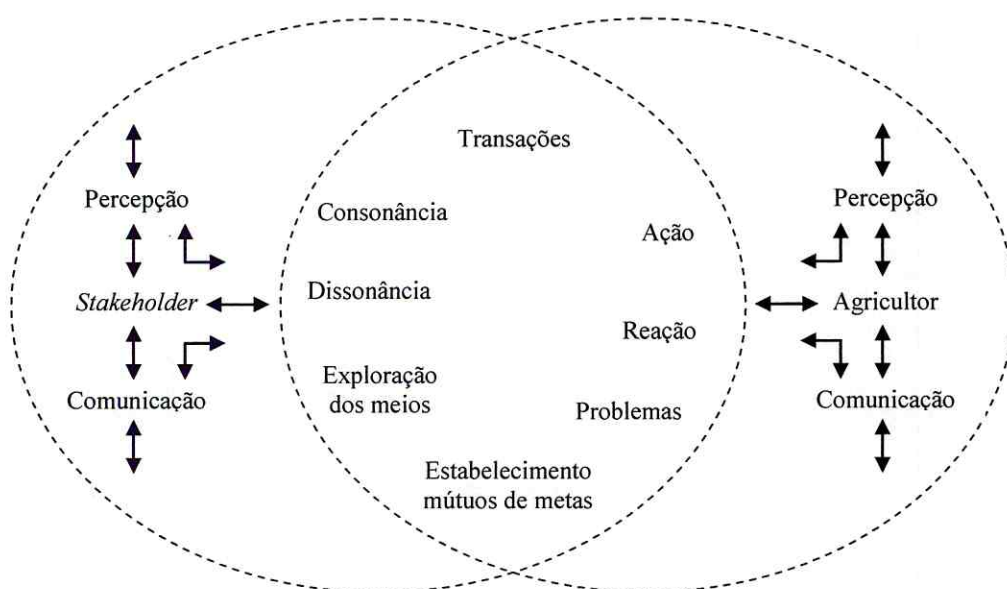 Transações
Percepção
Percepção
Consonância
Ação
Dissonância
Stakeholder
Agricultor
Reação
Exploração
dos meios
Comunicação
Comunicação
Problemas
Estabelecimento
mútuos de metas